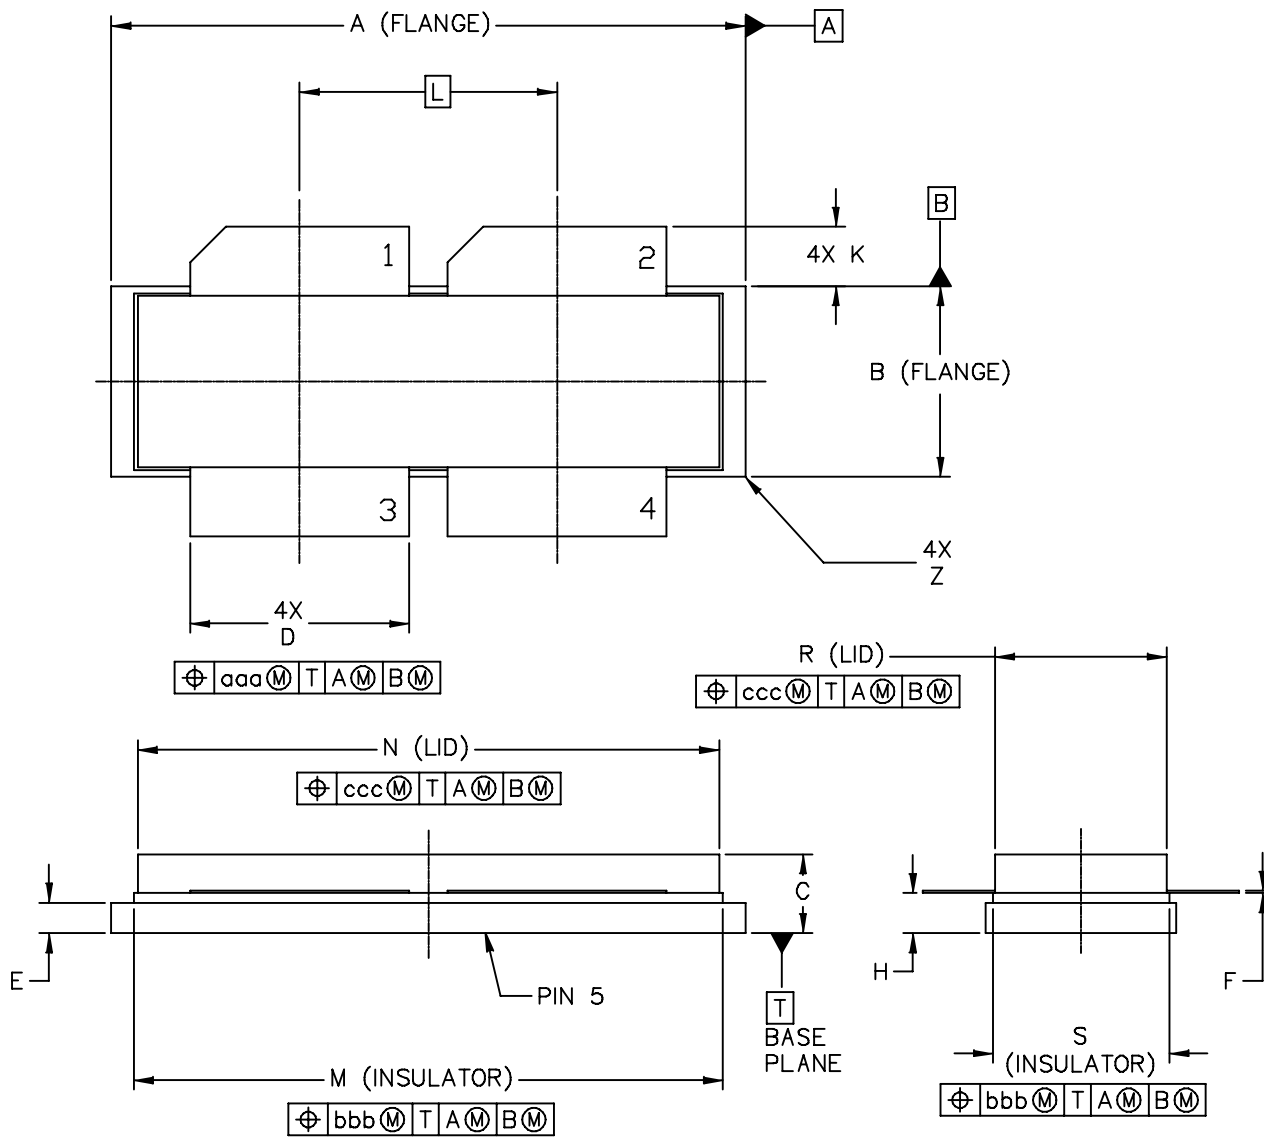 A (FLANGE)
A
L
B
1
2
4X K
B (FLANGE)
3
4
4X
Z
4X
D
⌖ aaa Ⓜ T A Ⓜ B Ⓜ
R (LID)
⌖ ccc Ⓜ T A Ⓜ B Ⓜ
N (LID)
⌖ ccc Ⓜ T A Ⓜ B Ⓜ
C
E
PIN 5
T
BASE
PLANE
H
F
M (INSULATOR)
⌖ bbb Ⓜ T A Ⓜ B Ⓜ
S
(INSULATOR)
⌖ bbb Ⓜ T A Ⓜ B Ⓜ